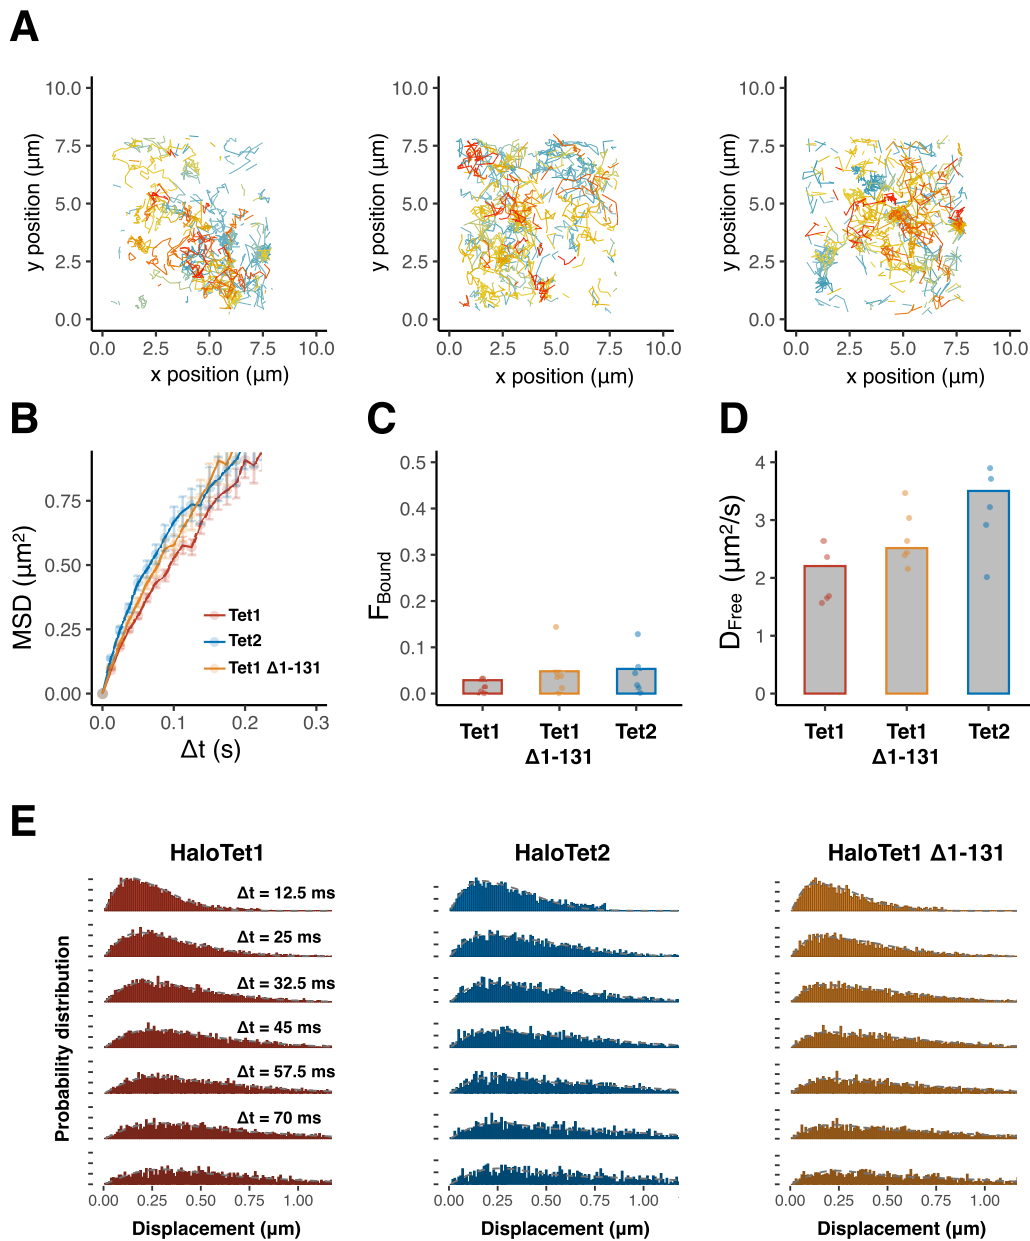 A
10.0
7.5
5.0
2.5
0.0
y position (µm)
0.0 2.5 5.0 7.5 10.0
x position (µm)
10.0
7.5
5.0
2.5
0.0
y position (µm)
0.0 2.5 5.0 7.5 10.0
x position (µm)
10.0
7.5
5.0
2.5
0.0
y position (µm)
0.0 2.5 5.0 7.5 10.0
x position (µm)
B
0.75
0.50
0.25
0.00
MSD (µm²)
Tet1
Tet2
Tet1 Δ1-131
0.0 0.1 0.2 0.3
Δt (s)
C
0.5
0.4
0.3
0.2
0.1
0.0
FBound
Tet1 Tet1 Tet2
Δ1-131
D
4
3
2
1
0
DFree (µm²/s)
Tet1 Tet1 Tet2
Δ1-131
E
HaloTet1 HaloTet2 HaloTet1 Δ1-131
Probability distribution
Δt = 12.5 ms
Δt = 25 ms
Δt = 32.5 ms
Δt = 45 ms
Δt = 57.5 ms
Δt = 70 ms
0.00 0.25 0.50 0.75 1.00
Displacement (µm)
0.00 0.25 0.50 0.75 1.00
Displacement (µm)
0.00 0.25 0.50 0.75 1.00
Displacement (µm)